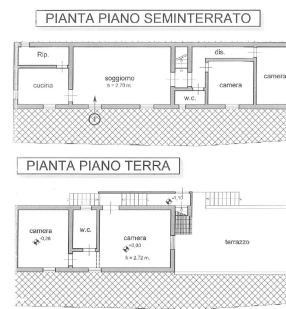 PIANTA PIANO SEMINTERRATO
Rip.
dis.
cucina
soggiorno
h = 2.73 m.
camera
camera
w.c.
PIANTA PIANO TERRA
camera
w.c.
camera
h = 2.72 m.
terrazzo